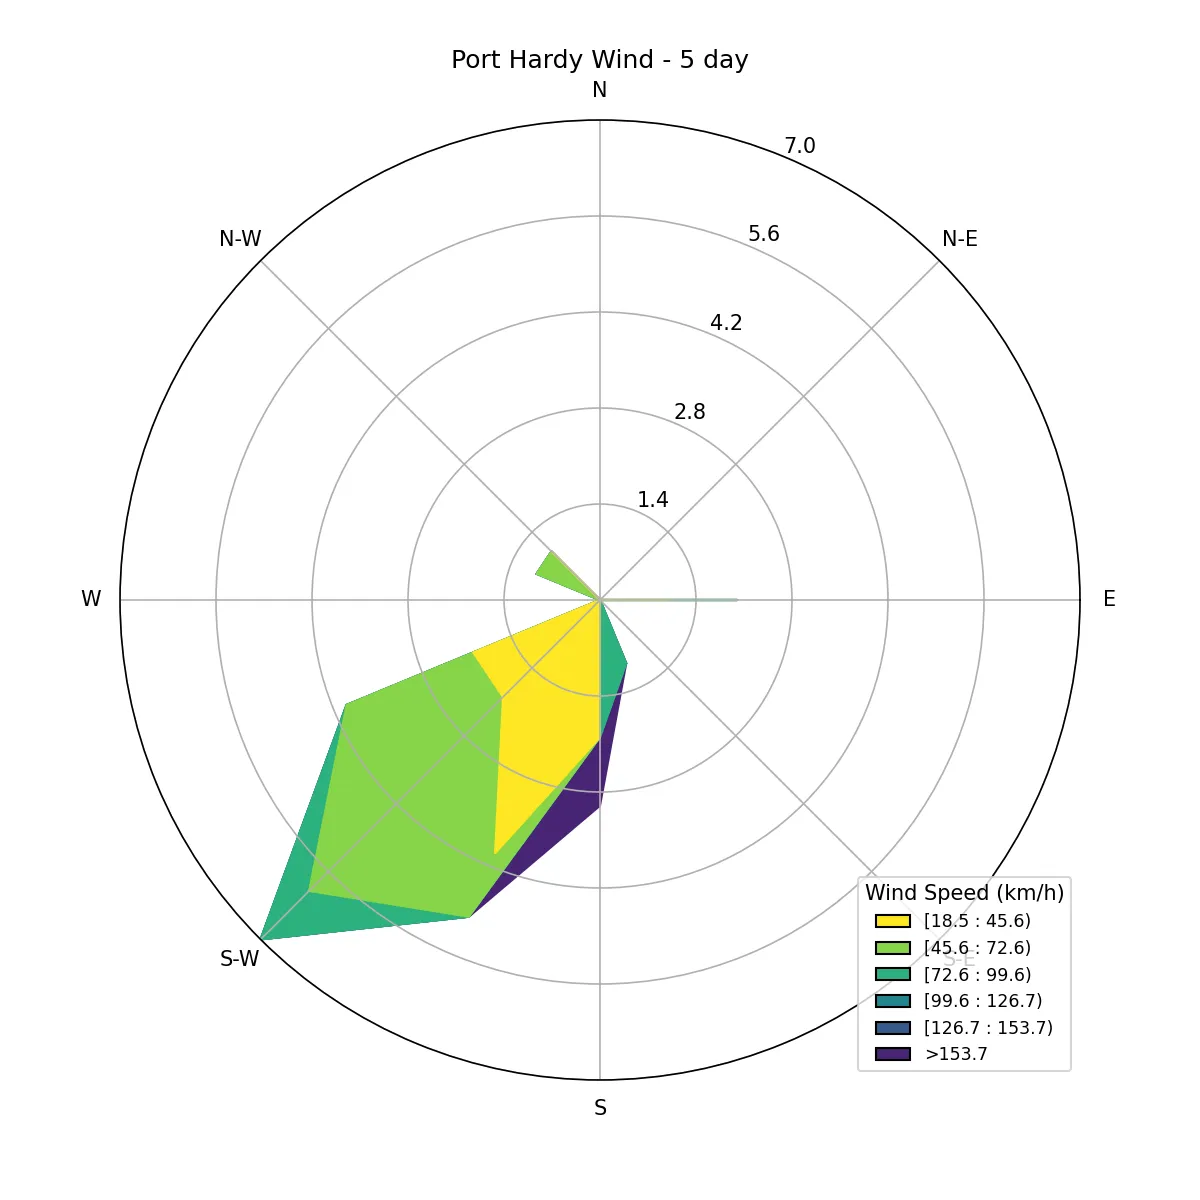 Port Hardy Wind - 5 day
N
7.0
5.6
N-W
N-E
4.2
2.8
1.4
W
E
S-W
S-E
Wind Speed (km/h)
[18.5 : 45.6)
[45.6 : 72.6)
[72.6 : 99.6)
[99.6 : 126.7)
[126.7 : 153.7)
>153.7
S